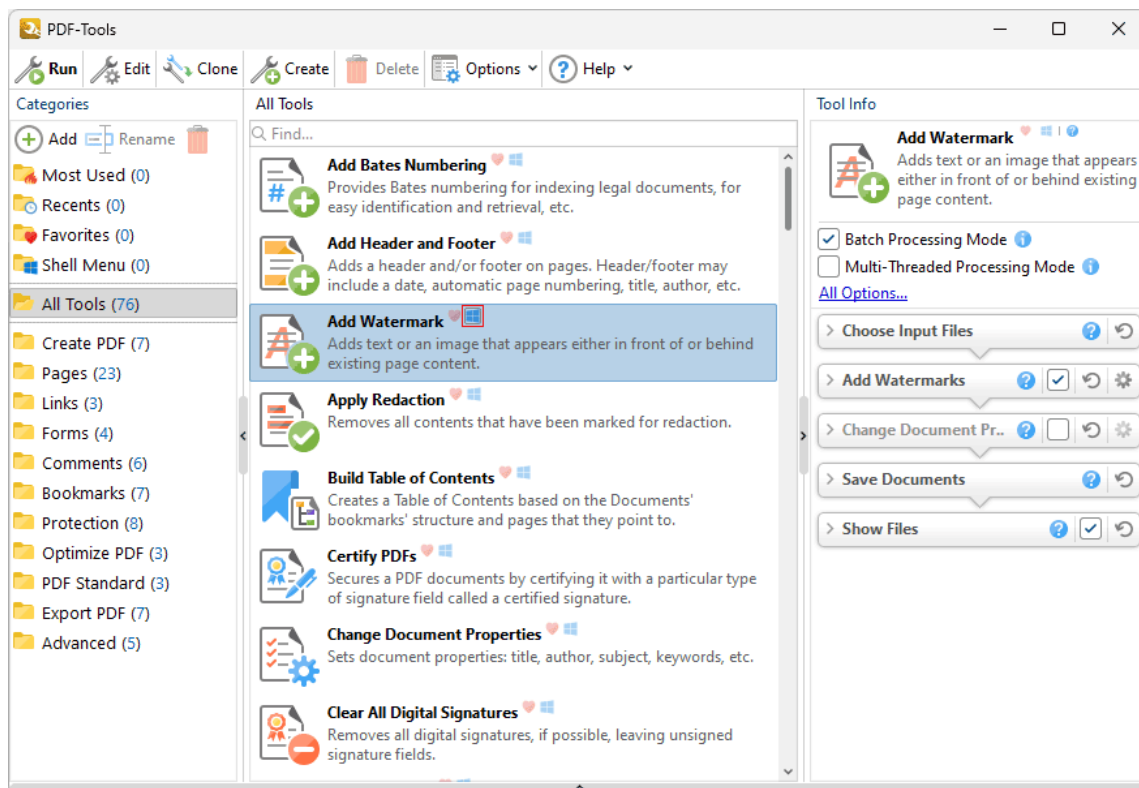 PDF-Tools
Run Edit Clone Create Delete Options Help
Categories
Add Rename
Most Used (0)
Recents (0)
Favorites (0)
Shell Menu (0)
All Tools (76)
Create PDF (7)
Pages (23)
Links (3)
Forms (4)
Comments (6)
Bookmarks (7)
Protection (8)
Optimize PDF (3)
PDF Standard (3)
Export PDF (7)
Advanced (5)
All Tools
Find...
Add Bates Numbering
Provides Bates numbering for indexing legal documents, for
easy identification and retrieval, etc.
Add Header and Footer
Adds a header and/or footer on pages. Header/footer may
include a date, automatic page numbering, title, author, etc.
Add Watermark
Adds text or an image that appears either in front of or behind
existing page content.
Apply Redaction
Removes all contents that have been marked for redaction.
Build Table of Contents
Creates a Table of Contents based on the Documents'
bookmarks' structure and pages that they point to.
Certify PDFs
Secures a PDF documents by certifying it with a particular type
of signature field called a certified signature.
Change Document Properties
Sets document properties: title, author, subject, keywords, etc.
Clear All Digital Signatures
Removes all digital signatures, if possible, leaving unsigned
signature fields.
Tool Info
Add Watermark
Adds text or an image that appears
either in front of or behind existing
page content.
Batch Processing Mode
Multi-Threaded Processing Mode
All Options...
Choose Input Files
Add Watermarks
Change Document Pr..
Save Documents
Show Files